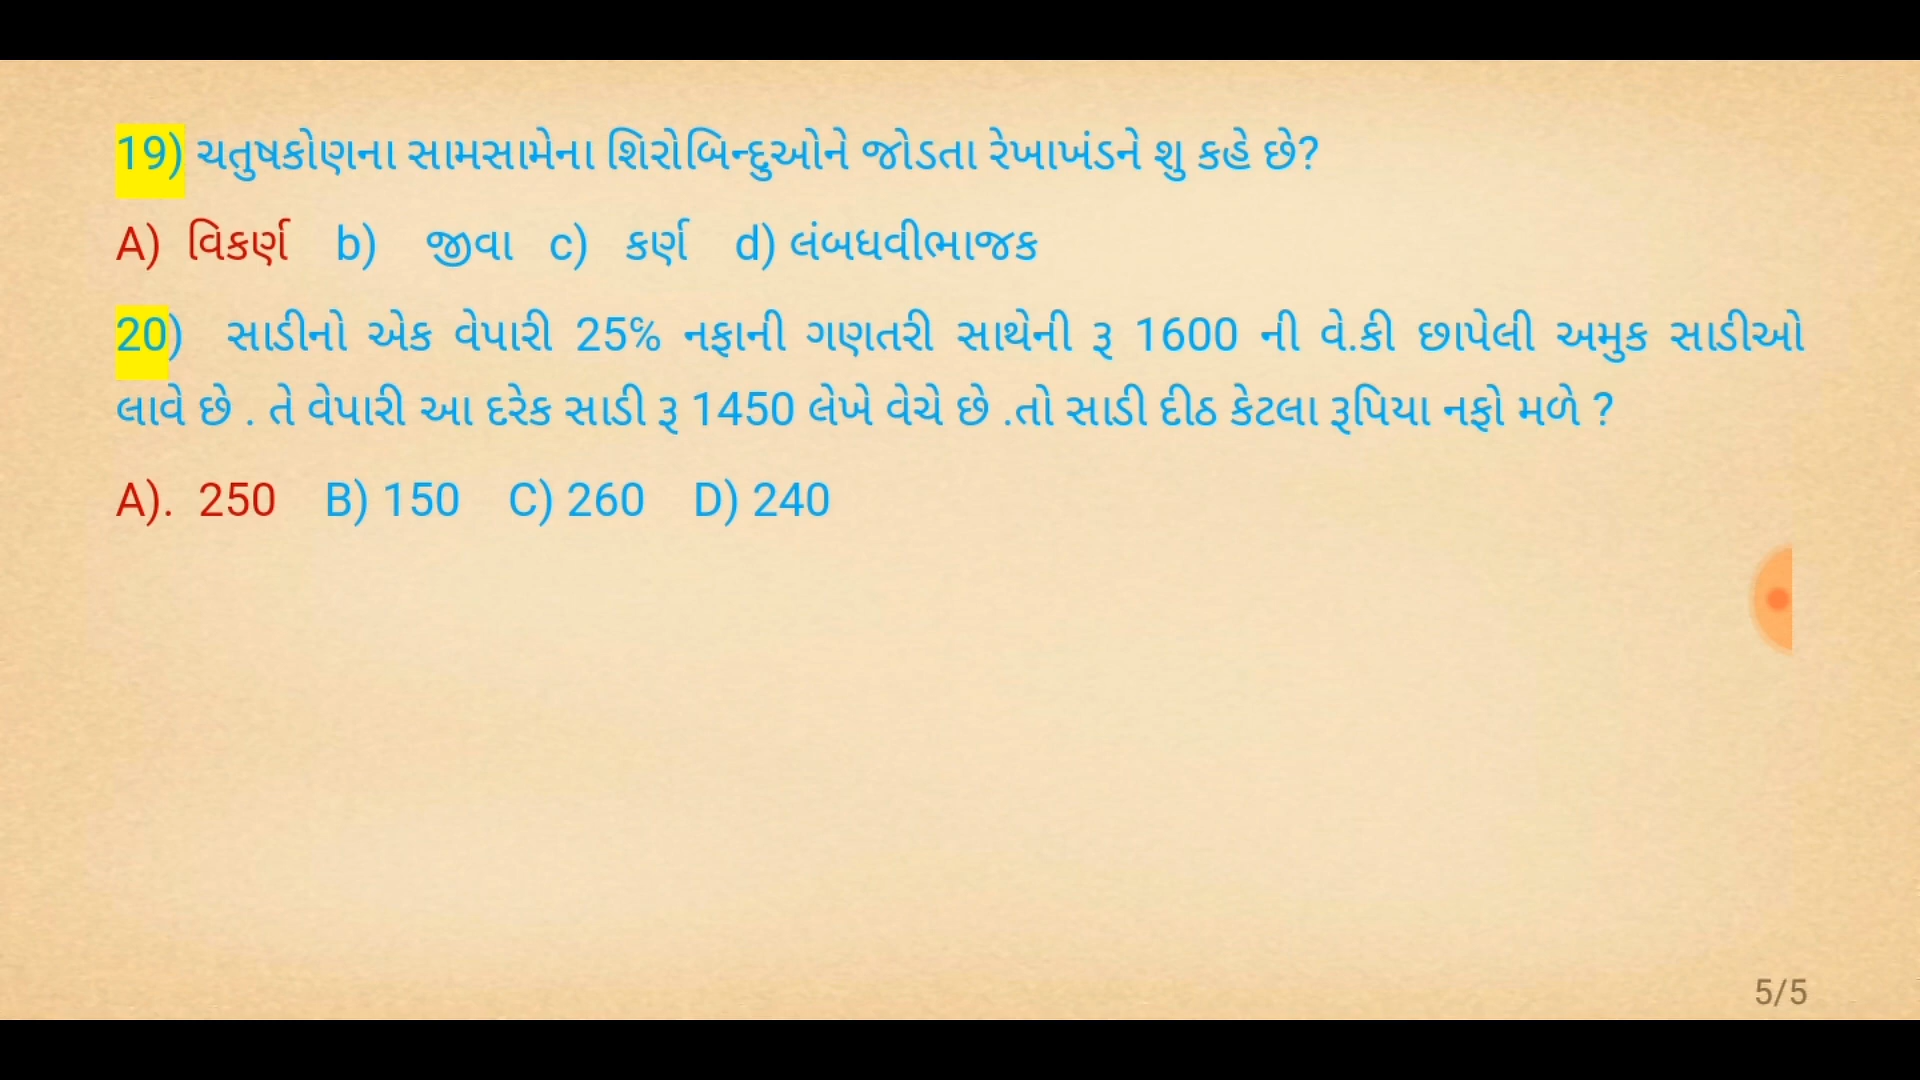 19) ચતુષકોણના સામસામેના શિરોબિન્દુઓને જોડતા રેખાખંડને શુ કહે છે?
A) વિકર્ણ b) જીવા c) કર્ણ d) લંબધવીભાજક
20) સાડીનો એક વેપારી 25% નફાની ગણતરી સાથેની રૂ 1600 ની વે.કી છાપેલી અમુક સાડીઓ
લાવે છે . તે વેપારી આ દરેક સાડી રૂ 1450 લેખે વેચે છે .તો સાડી દીઠ કેટલા રૂપિયા નફો મળે ?
A). 250 B) 150 C) 260 D) 240
5/5